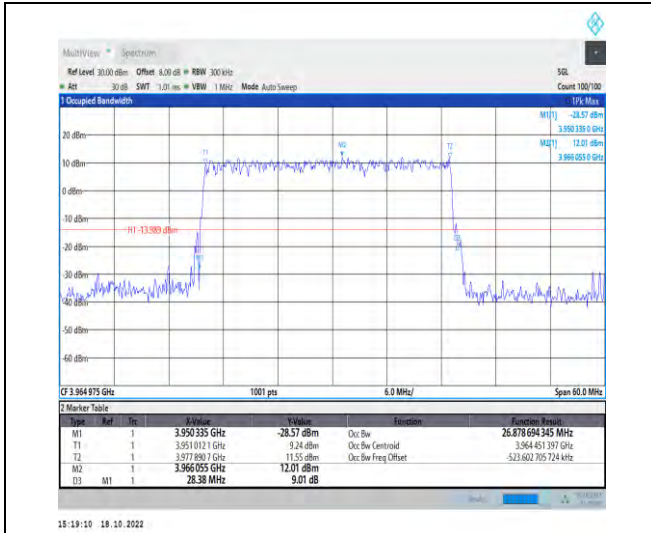 MultiView Spectrum
Ref Level 30.00 dBm Offset 8.09 dB RBW 300 kHz SGL
Att 30 dB SWT 1.01 ms VBW 1 MHz Mode Auto Sweep Count 100/100
1 Occupied Bandwidth 1Pk Max
M1[1] -28.57 dBm
3.950 335 0 GHz
20 dBm M2[1] 12.01 dBm
3.966 055 0 GHz
T1 M2 T2
10 dBm
0 dBm
-10 dBm
H1 -13.989 dBm
-20 dBm
-30 dBm
-40 dBm
-50 dBm
-60 dBm
CF 3.964 975 GHz 1001 pts 6.0 MHz/ Span 60.0 MHz
2 Marker Table
Type Ref Trc X-Value Y-Value Function Function Result
M1 1 3.950 335 GHz -28.57 dBm Occ Bw 26.878 694 345 MHz
T1 1 3.951 012 1 GHz 9.24 dBm Occ Bw Centroid 3.964 451 397 GHz
T2 1 3.977 890 7 GHz 11.55 dBm Occ Bw Freq Offset -523.602 705 724 kHz
M2 1 3.966 055 GHz 12.01 dBm
D3 M1 1 28.38 MHz 9.01 dB
15:19:10 18.10.2022